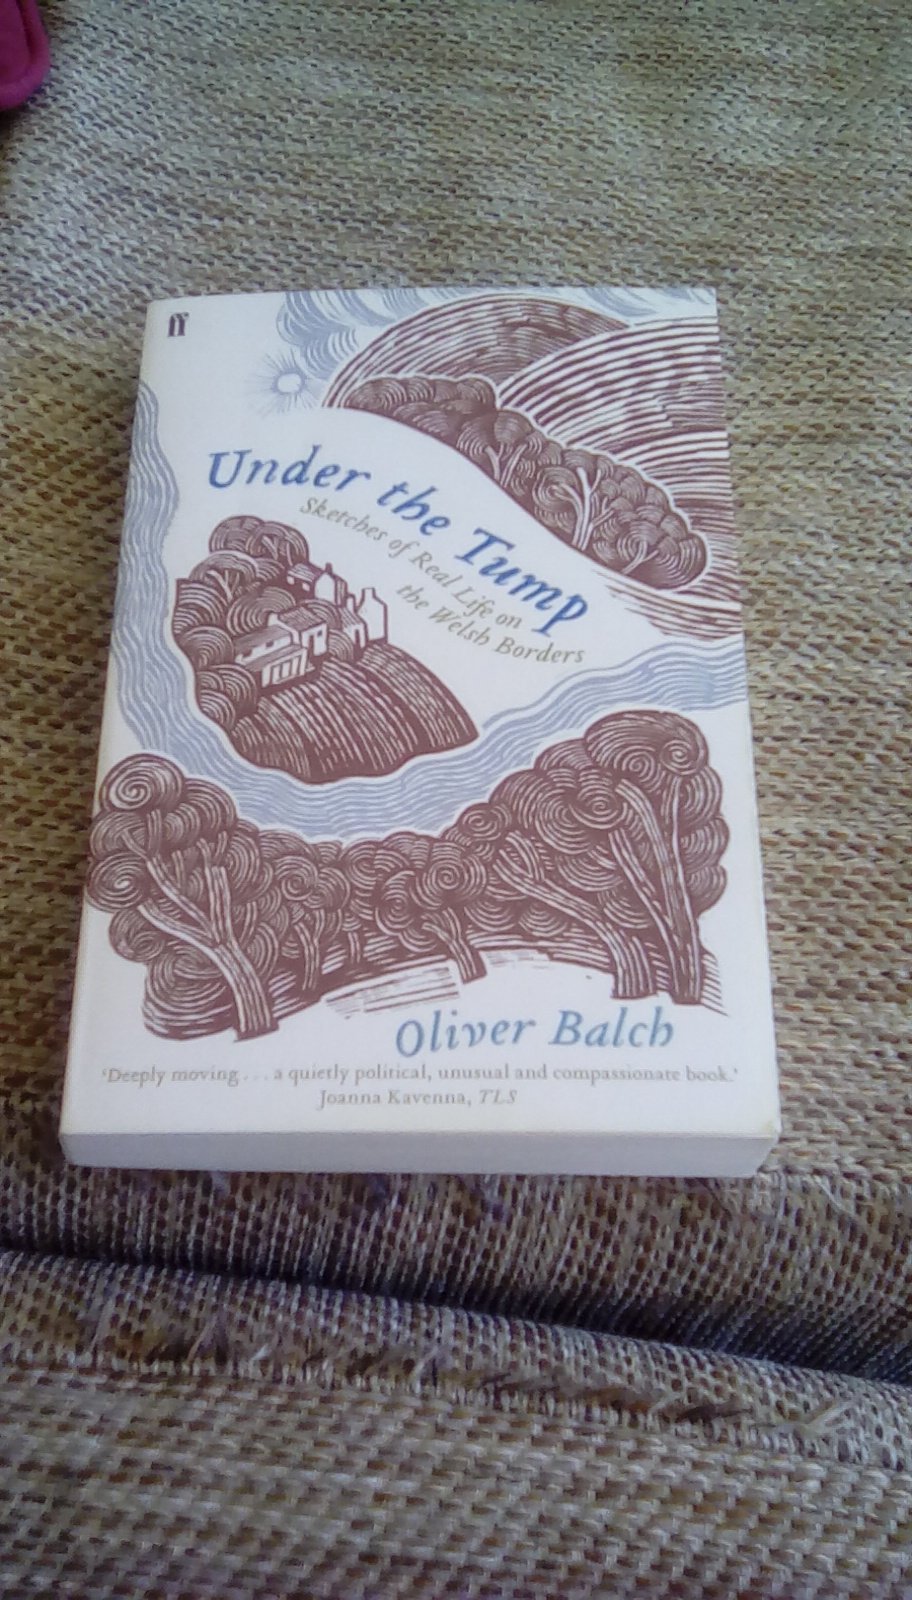 ff
Under the Tump
Sketches of Real Life on
the Welsh Borders
Oliver Balch
‘Deeply moving . . . a quietly political, unusual and compassionate book.’
Joanna Kavenna, TLS